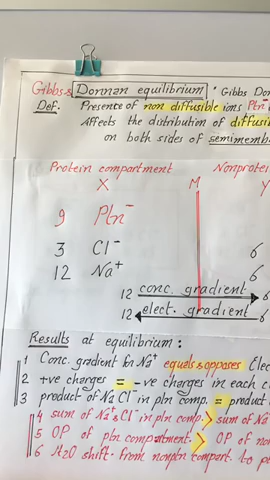 Gibbs & Donnan equilibrium · Gibbs Don
Def. Presente of non diffusible ions Ptn
Affects the distribution of diffusi
on both sides of semimemb
Protein compartment Nonprotei
X M Y
9 Ptn⁻
3 Cl⁻ 6
12 Na⁺ 6
12 conc. gradient 6
12 elect. gradient 6
Results at equilibrium :
1 Conc. gradient for Na⁺ equals & opposes Elec
2 +ve charges = -ve charges in each c
3 product of Na Cl⁻ in ptn comp. = product
4 sum of Na⁺ & Cl⁻ in ptn comp. > sum of Na
5 OP of ptn compartment. > OP of non
6 H2O shift from nonptn compart. to p